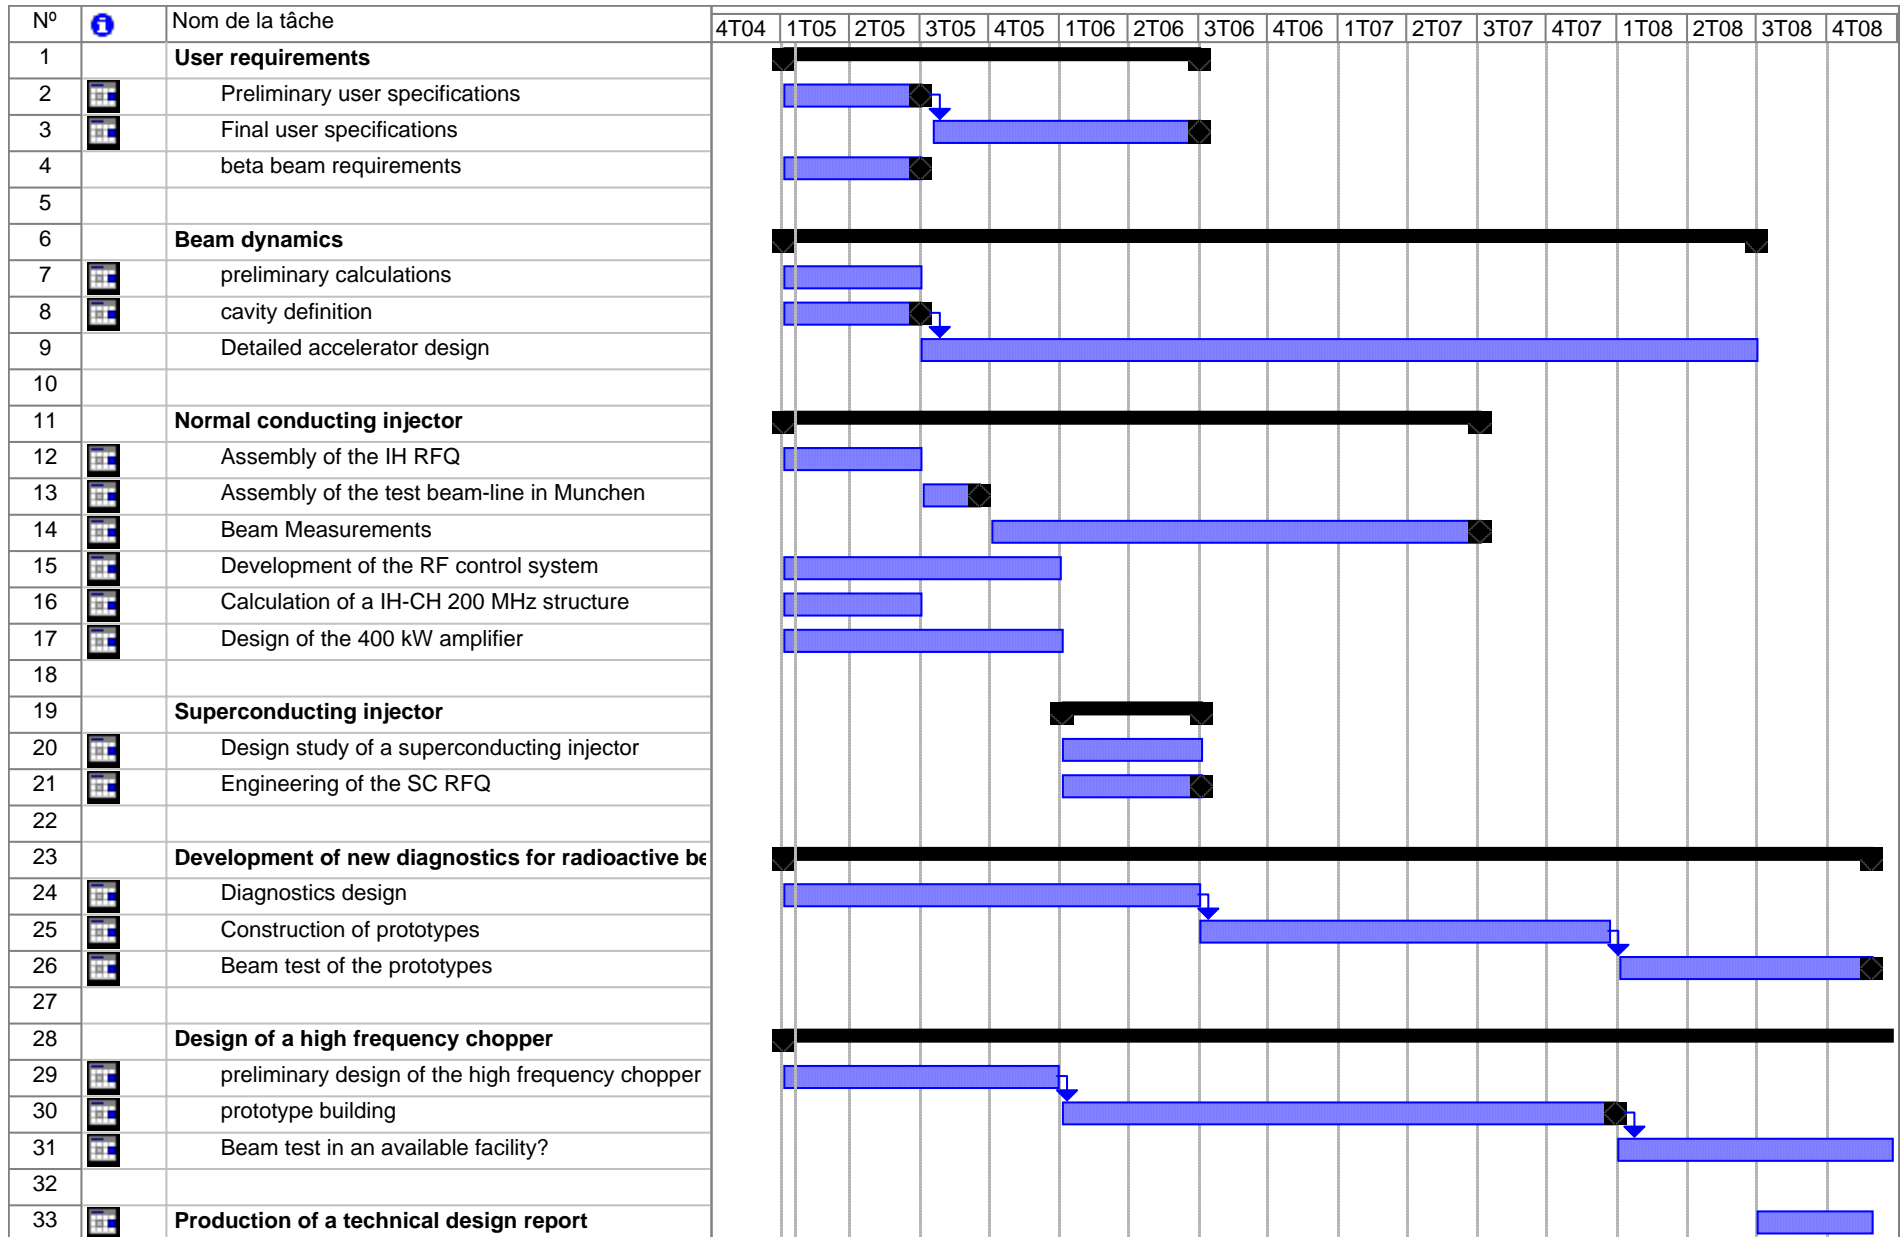 Nº Nom de la tâche 4T04 1T05 2T05 3T05 4T05 1T06 2T06 3T06 4T06 1T07 2T07 3T07 4T07 1T08 2T08 3T08 4T08
1 User requirements
2 Preliminary user specifications
3 Final user specifications
4 beta beam requirements
5
6 Beam dynamics
7 preliminary calculations
8 cavity definition
9 Detailed accelerator design
10
11 Normal conducting injector
12 Assembly of the IH RFQ
13 Assembly of the test beam-line in Munchen
14 Beam Measurements
15 Development of the RF control system
16 Calculation of a IH-CH 200 MHz structure
17 Design of the 400 kW amplifier
18
19 Superconducting injector
20 Design study of a superconducting injector
21 Engineering of the SC RFQ
22
23 Development of new diagnostics for radioactive be
24 Diagnostics design
25 Construction of prototypes
26 Beam test of the prototypes
27
28 Design of a high frequency chopper
29 preliminary design of the high frequency chopper
30 prototype building
31 Beam test in an available facility?
32
33 Production of a technical design report